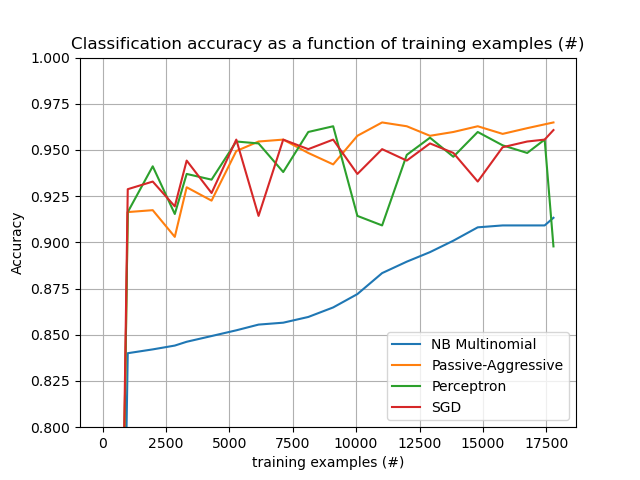 Classification accuracy as a function of training examples (#)
1.000
0.975
0.950
0.925
0.900
0.875
0.850
0.825
0.800
Accuracy
NB Multinomial
Passive-Aggressive
Perceptron
SGD
0 2500 5000 7500 10000 12500 15000 17500
training examples (#)